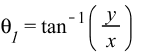 θ₁ = tan⁻¹(y/x)